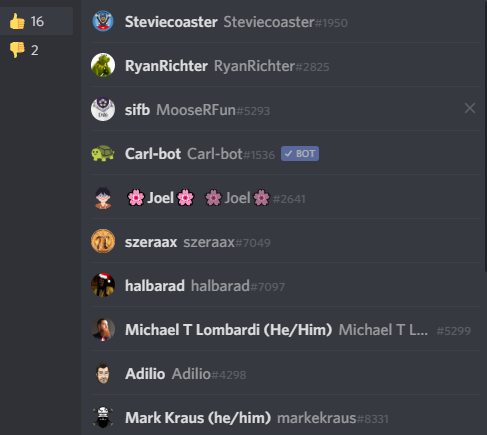 👍 16
👎 2
Steviecoaster Steviecoaster#1950
RyanRichter RyanRichter#2825
sifb MooseRFun#5293
Carl-bot Carl-bot#1536 ✓ BOT
🌸Joel🌸 🌸Joel🌸#2641
szeraax szeraax#7049
halbarad halbarad#7097
Michael T Lombardi (He/Him) Michael T L... #5299
Adilio Adilio#4298
Mark Kraus (he/him) markekraus#8331